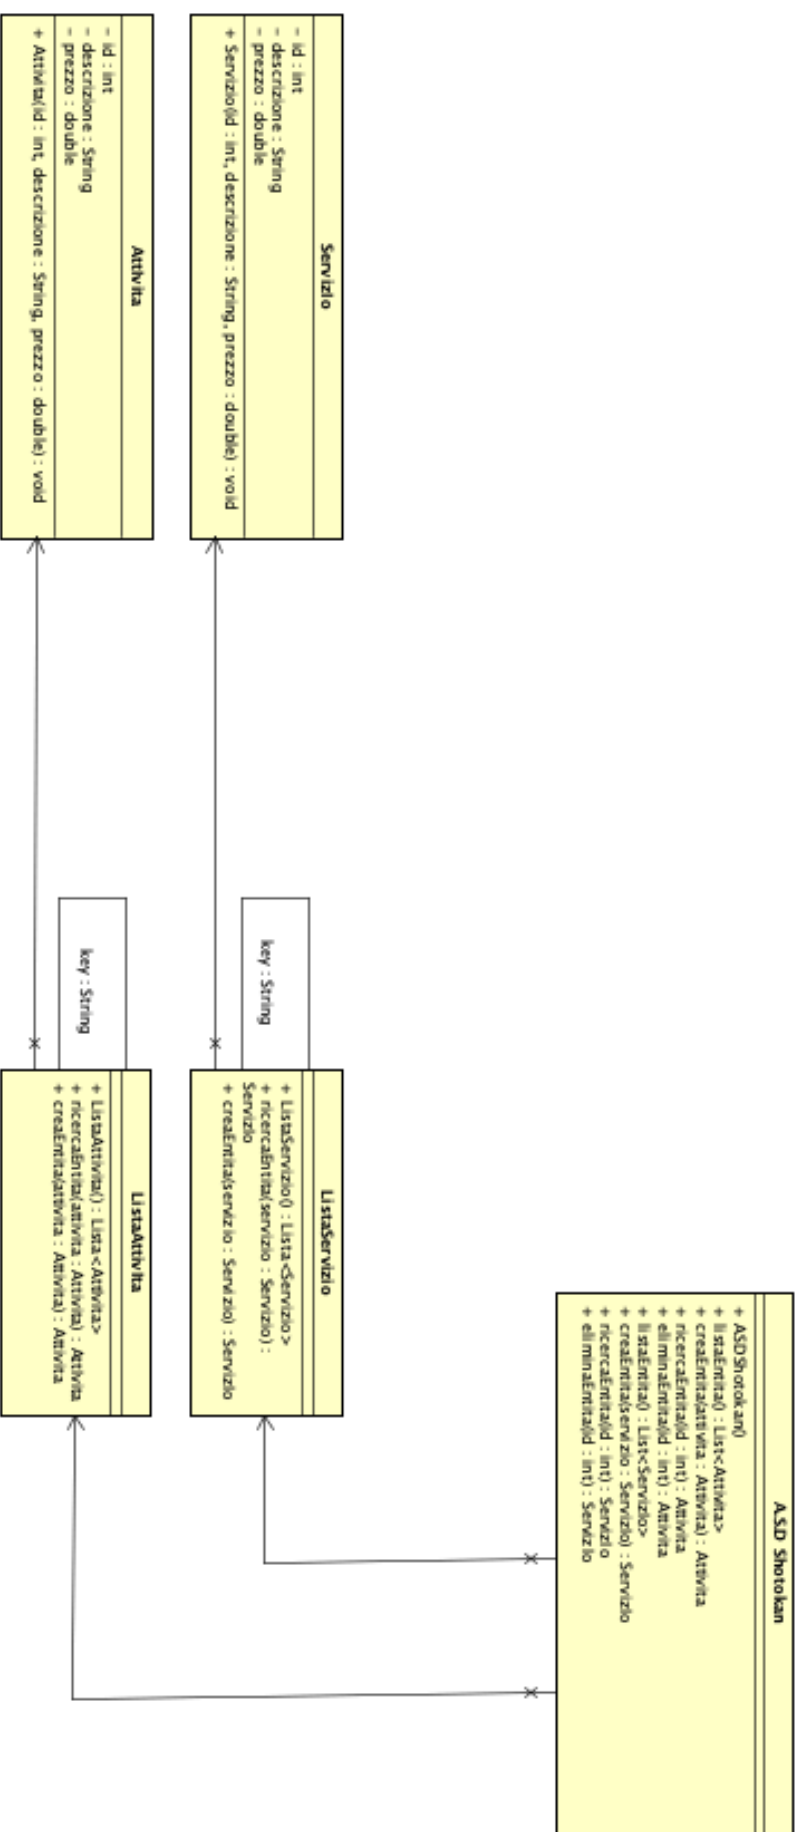 A.S.D Shotokan
+ ASDShotokan()
+ listaEntita() : List<Attivita>
+ creaEntita(attivita : Attivita) : Attivita
+ ricercaEntita(id : int) : Attivita
+ eliminaEntita(id : int) : Attivita
+ listaEntita() : List<Servizio>
+ creaEntita(servizio : Servizio) : Servizio
+ ricercaEntita(id : int) : Servizio
+ eliminaEntita(id : int) : Servizio
Servizio
- id : int
- descrizione : String
- prezzo : double
+ Servizio(id : int, descrizione : String, prezzo : double) : void
key : String
ListaServizio
+ ListaServizio() : Lista<Servizio>
+ ricercaEntita(servizio : Servizio) :
Servizio
+ creaEntita(servizio : Servizio) : Servizio
Attivita
- id : int
- descrizione : String
- prezzo : double
+ Attivita(id : int, descrizione : String, prezzo : double) : void
key : String
ListaAttivita
+ ListaAttivita() : Lista<Attivita>
+ ricercaEntita(attivita : Attivita) : Attivita
+ creaEntita(attivita : Attivita) : Attivita